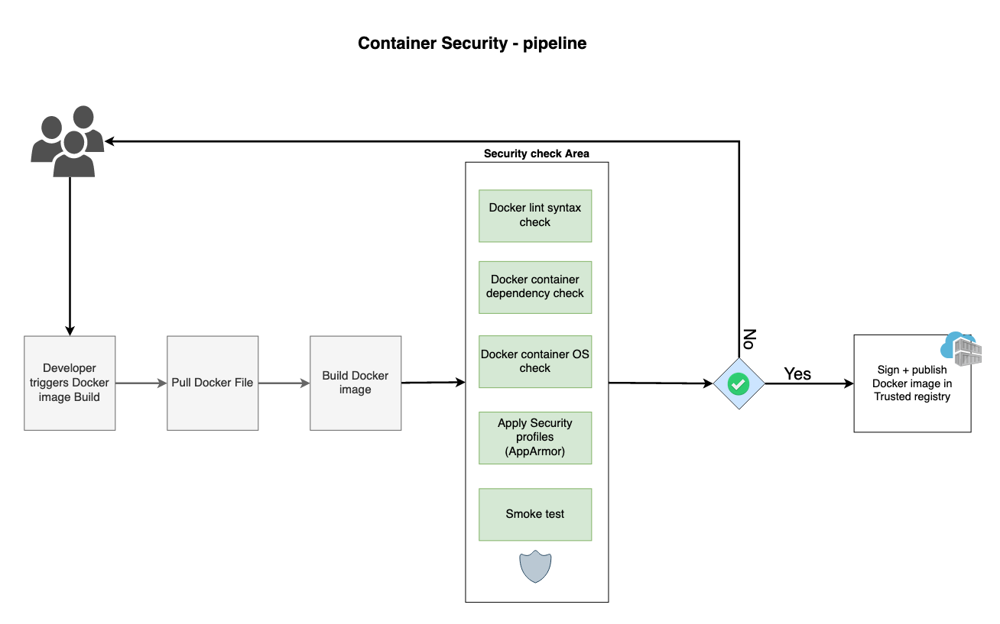 Container Security - pipeline
Security check Area
Docker lint syntax
check
Docker container
dependency check
Docker container OS
check
Apply Security
profiles
(AppArmor)
Smoke test
Developer
triggers Docker
image Build
Pull Docker File
Build Docker
image
No
Yes
Sign + publish
Docker image in
Trusted registry